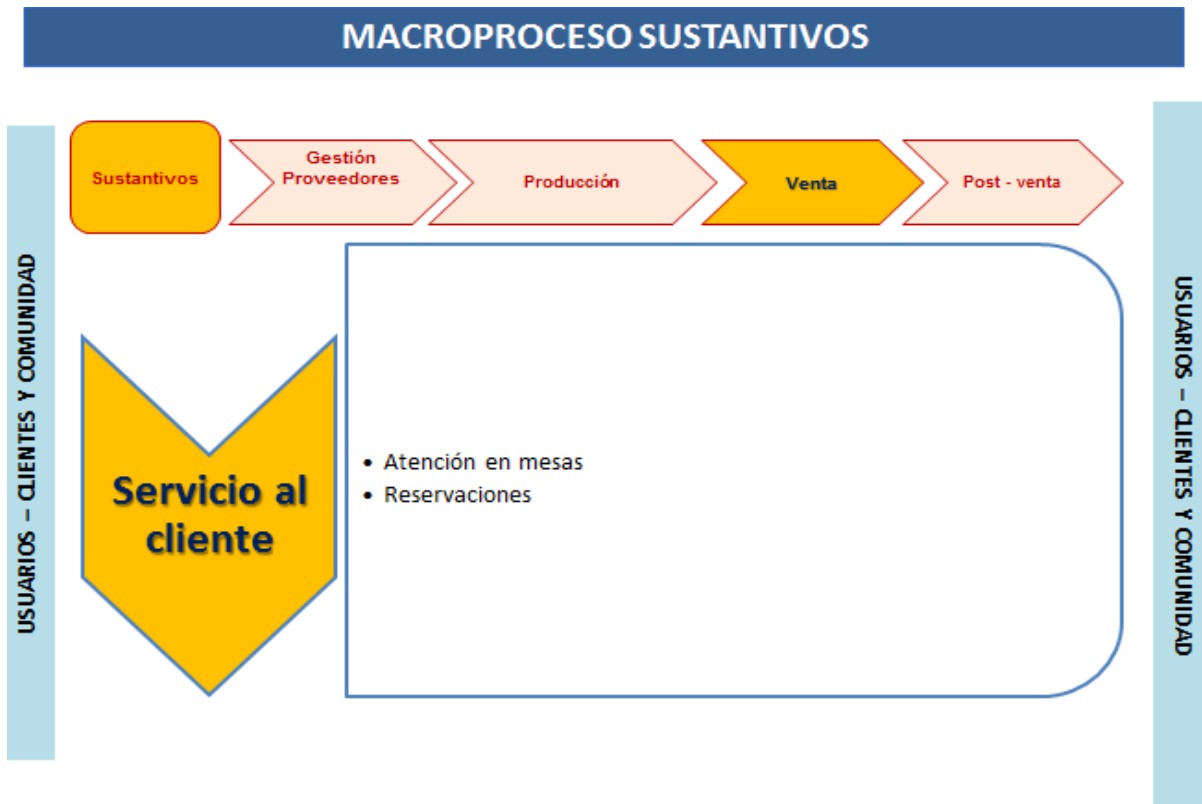 MACROPROCESO SUSTANTIVOS
USUARIOS – CLIENTES Y COMUNIDAD
Sustantivos
Gestión
Proveedores
Producción
Venta
Post - venta
Servicio al
cliente
• Atención en mesas
• Reservaciones
USUARIOS – CLIENTES Y COMUNIDAD